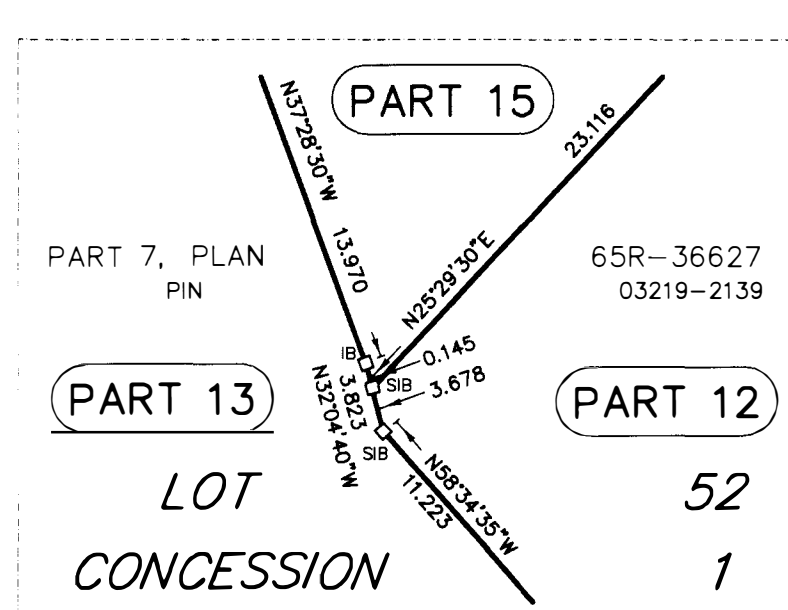 PART 15
N37°28'30"W
13.970
23.116
N25°29'30"E
PART 7, PLAN
65R-36627
PIN
03219-2139
IB
0.145
SIB
3.678
3.823
N32°04'40"W
PART 13
PART 12
SIB
N58°34'35"W
11.223
LOT
52
CONCESSION
1